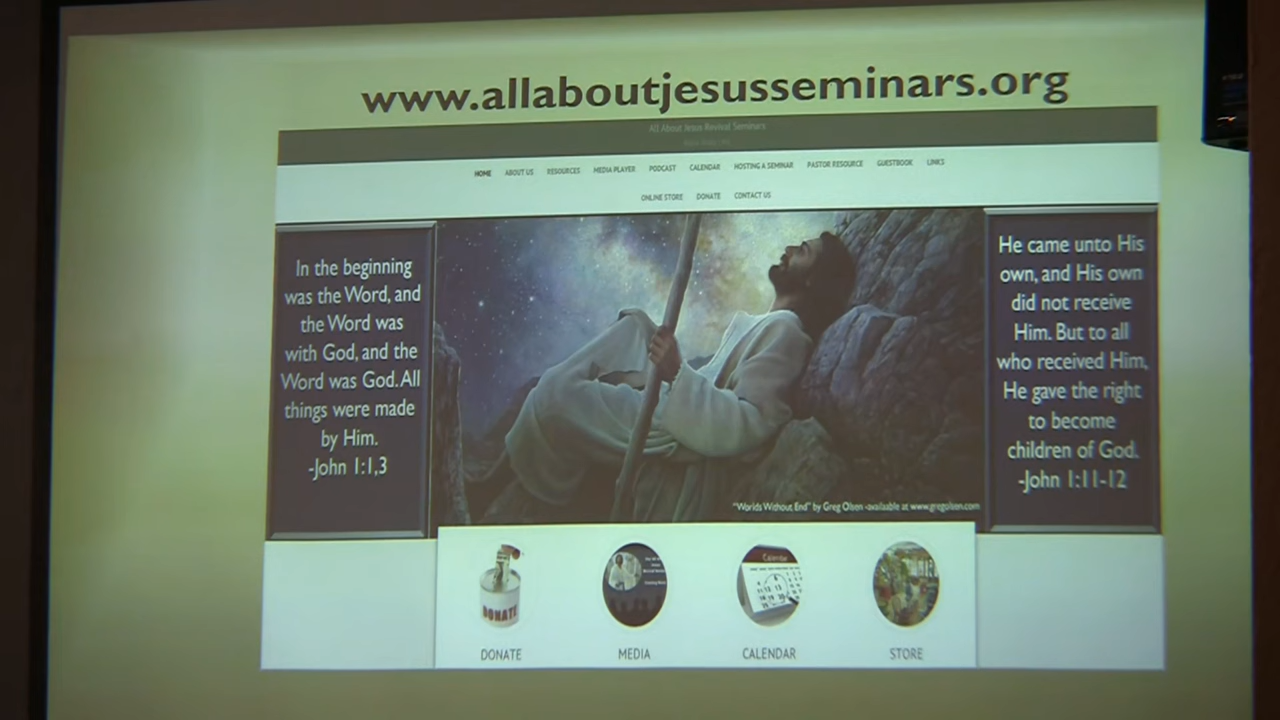 www.allaboutjesusseminars.org
All About Jesus Revival Seminars
HOME ABOUT US RESOURCES MEDIA PLAYER PODCAST CALENDAR HOSTING A SEMINAR PASTOR RESOURCE GUESTBOOK LINKS
ONLINE STORE DONATE CONTACT US
In the beginning
was the Word, and
the Word was
with God, and the
Word was God. All
things were made
by Him.
-John 1:1,3
He came unto His
own, and His own
did not receive
Him. But to all
who received Him,
He gave the right
to become
children of God.
-John 1:11-12
"Worlds Without End" by Greg Olsen -available at www.gregolsen.com
DONATE
Calendar
DONATE
MEDIA
CALENDAR
STORE